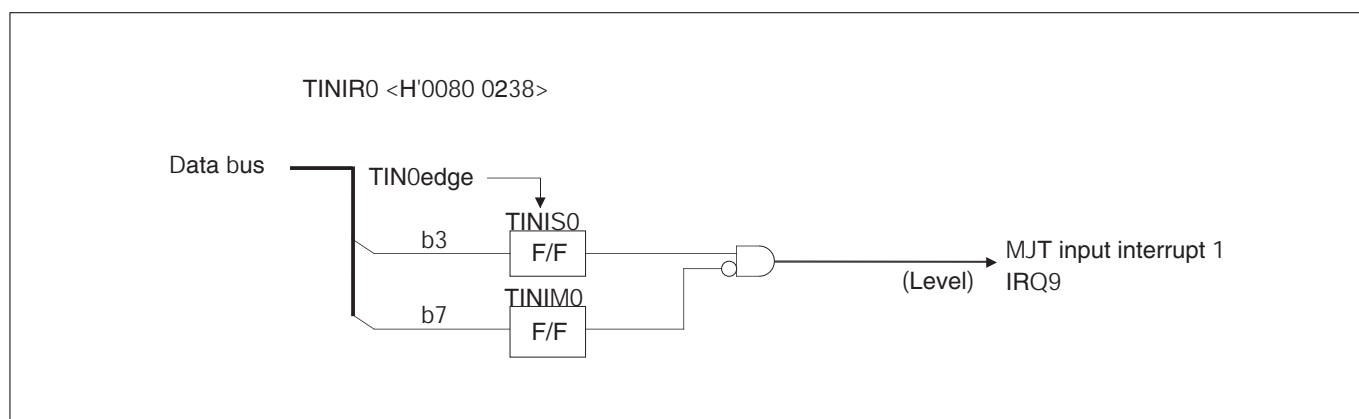 TINIR0 <H'0080 0238>
Data bus
TIN0edge
TINIS0
b3
F/F
TINIM0
b7
F/F
(Level)
MJT input interrupt 1
IRQ9